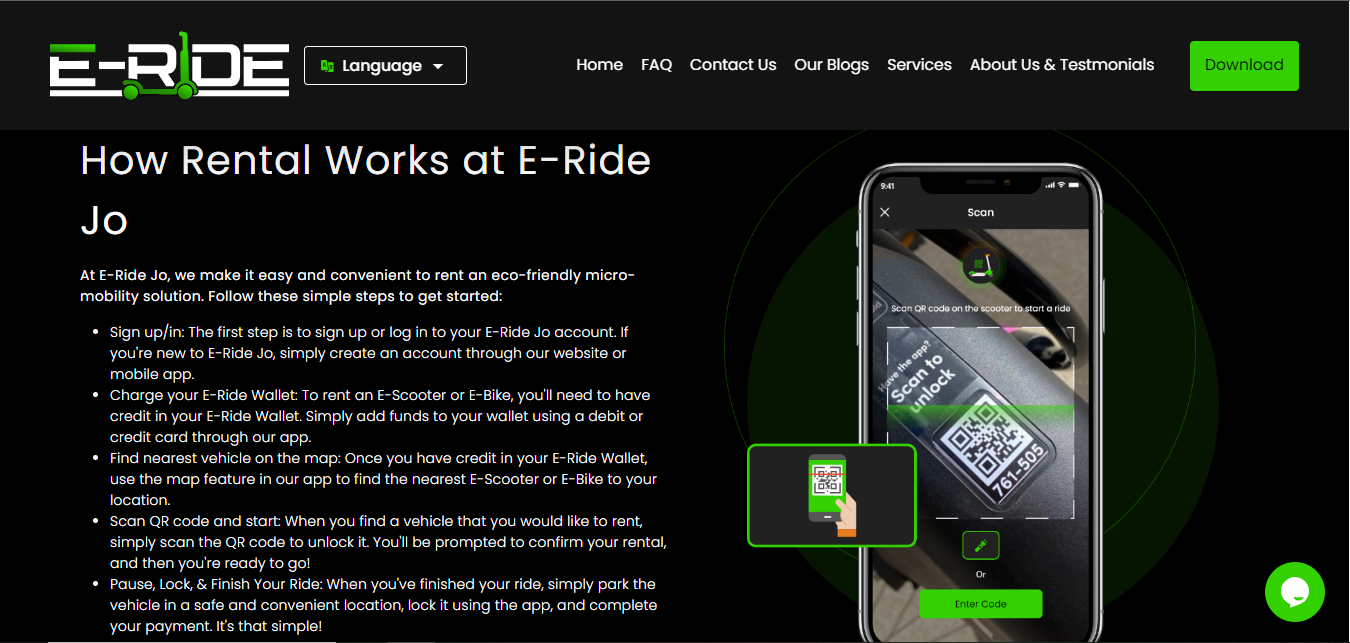 E-RIDE
Language
Home
FAQ
Contact Us
Our Blogs
Services
About Us & Testmonials
Download
How Rental Works at E-Ride
Jo
At E-Ride Jo, we make it easy and convenient to rent an eco-friendly micro-
mobility solution. Follow these simple steps to get started:
Sign up/in: The first step is to sign up or log in to your E-Ride Jo account. If
you're new to E-Ride Jo, simply create an account through our website or
mobile app.
Charge your E-Ride Wallet: To rent an E-Scooter or E-Bike, you'll need to have
credit in your E-Ride Wallet. Simply add funds to your wallet using a debit or
credit card through our app.
Find nearest vehicle on the map: Once you have credit in your E-Ride Wallet,
use the map feature in our app to find the nearest E-Scooter or E-Bike to your
location.
Scan QR code and start: When you find a vehicle that you would like to rent,
simply scan the QR code to unlock it. You'll be prompted to confirm your rental,
and then you're ready to go!
Pause, Lock, & Finish Your Ride: When you've finished your ride, simply park the
vehicle in a safe and convenient location, lock it using the app, and complete
your payment. It's that simple!
9:41
Scan
Scan QR code on the scooter to start a ride
Have the app?
Scan to
unlock
761-505
Or
Enter Code